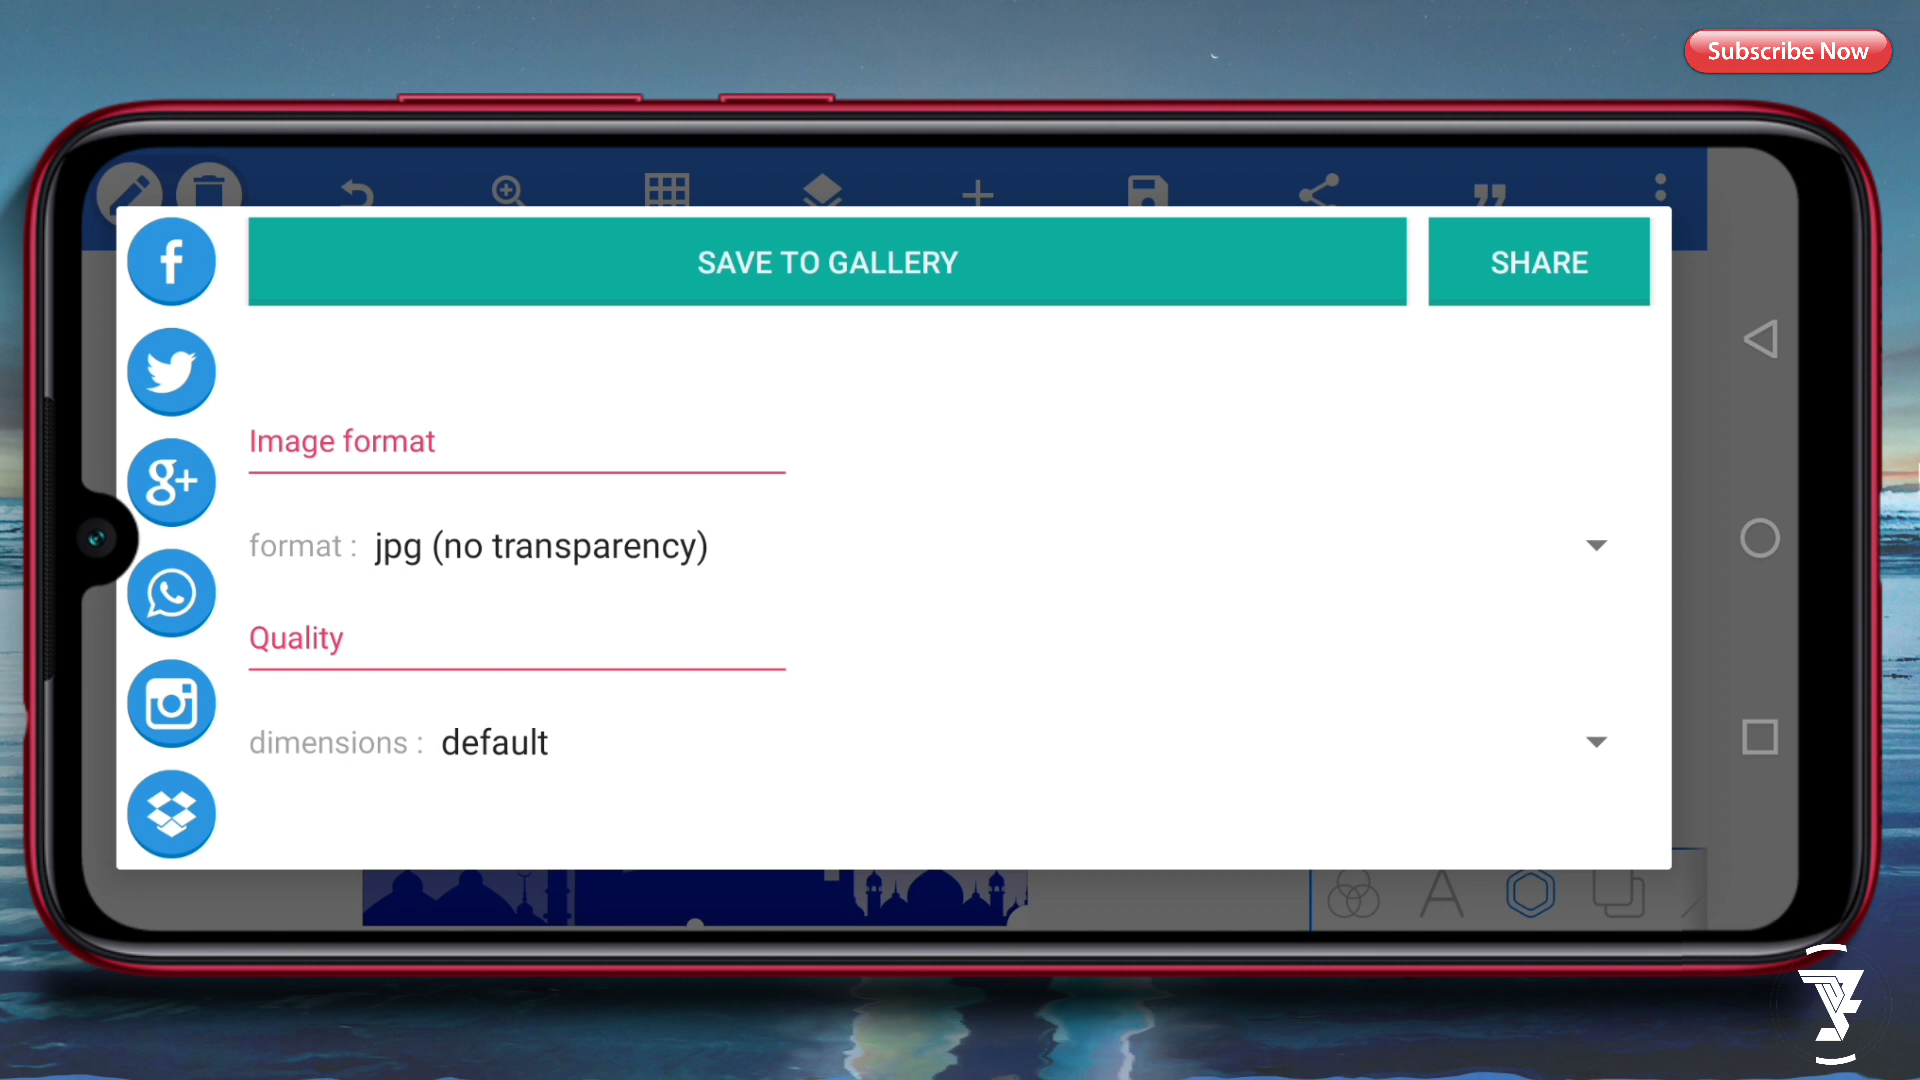 Subscribe Now
SAVE TO GALLERY
SHARE
Image format
format : jpg (no transparency)
Quality
dimensions : default